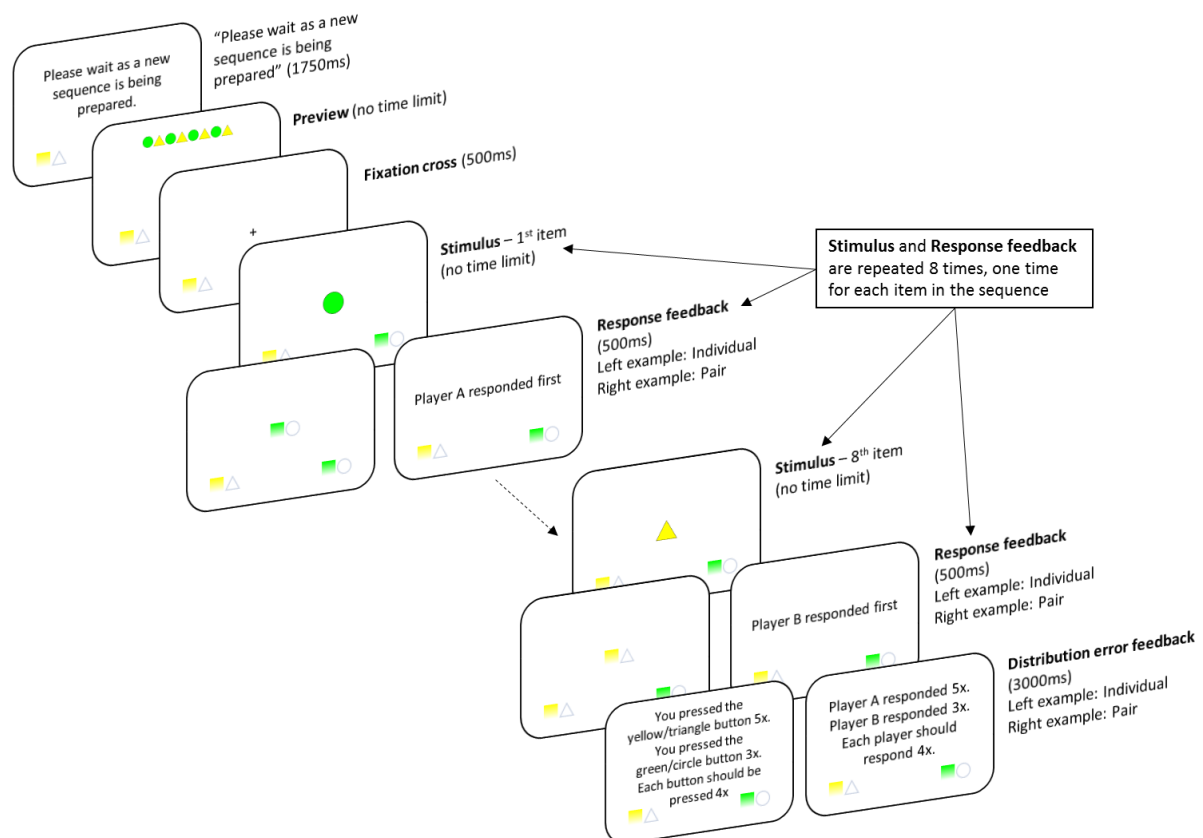 Please wait as a new
sequence is being
prepared.
“Please wait as a new
sequence is being
prepared” (1750ms)
Preview (no time limit)
Fixation cross (500ms)
+
Stimulus – 1st item
(no time limit)
Stimulus and Response feedback
are repeated 8 times, one time
for each item in the sequence
Response feedback
(500ms)
Left example: Individual
Right example: Pair
Player A responded first
Stimulus – 8th item
(no time limit)
Response feedback
(500ms)
Left example: Individual
Right example: Pair
Player B responded first
Distribution error feedback
(3000ms)
Left example: Individual
Right example: Pair
You pressed the
yellow/triangle button 5x.
You pressed the
green/circle button 3x.
Each button should be
pressed 4x
Player A responded 5x.
Player B responded 3x.
Each player should
respond 4x.